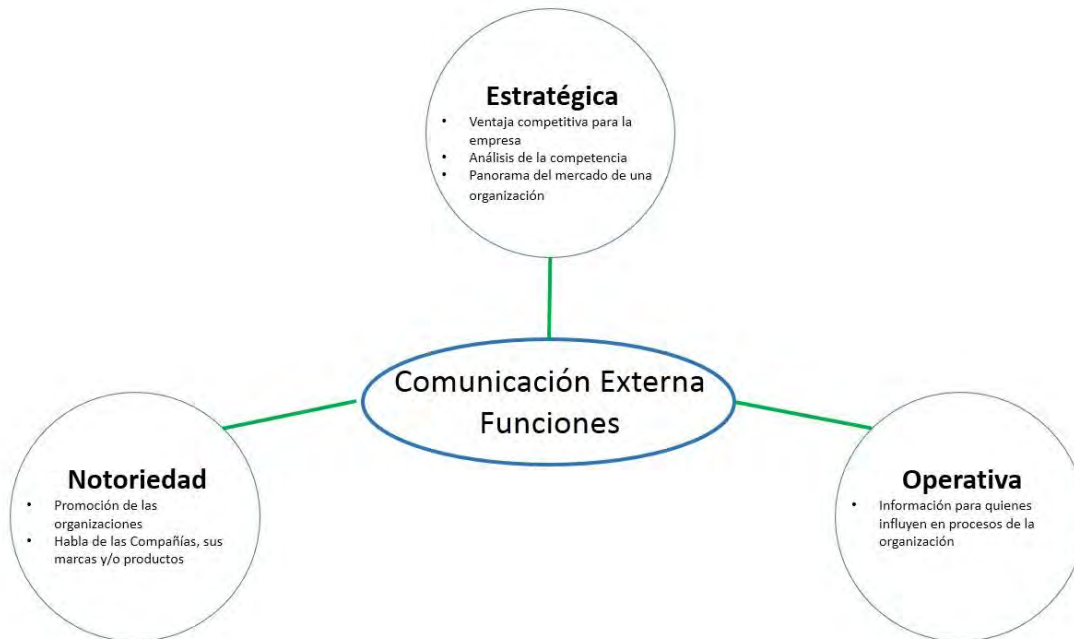 Estratégica
• Ventaja competitiva para la
empresa
• Análisis de la competencia
• Panorama del mercado de una
organización
Comunicación Externa
Funciones
Notoriedad
• Promoción de las
organizaciones
• Habla de las Compañías, sus
marcas y/o productos
Operativa
• Información para quienes
influyen en procesos de la
organización